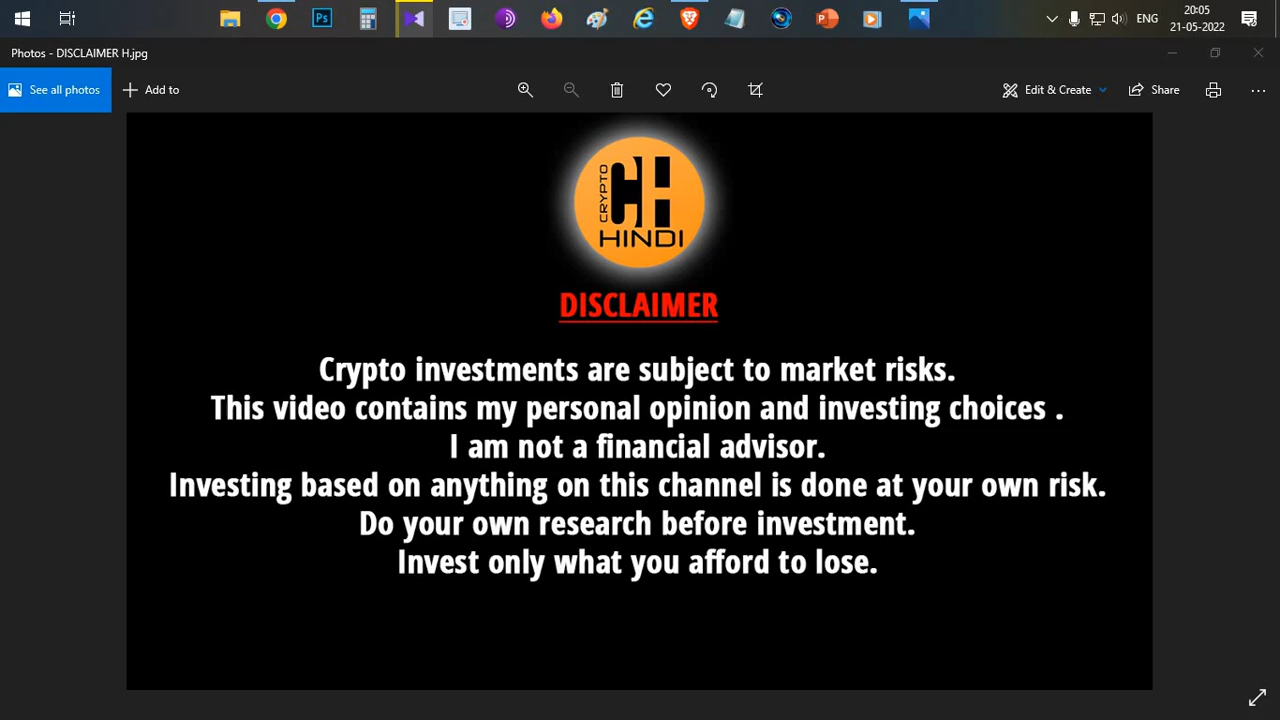 Ps
ENG
20:05
21-05-2022
Photos - DISCLAIMER H.jpg
See all photos
Add to
Edit & Create
Share
CRYPTO
CH
HINDI
DISCLAIMER
Crypto investments are subject to market risks.
This video contains my personal opinion and investing choices .
I am not a financial advisor.
Investing based on anything on this channel is done at your own risk.
Do your own research before investment.
Invest only what you afford to lose.